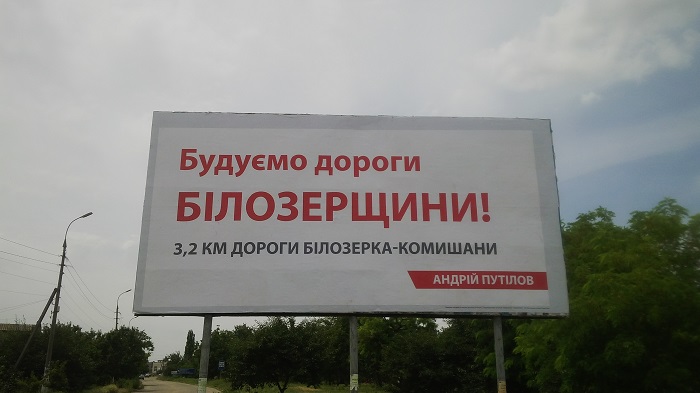 Будуємо дороги
БІЛОЗЕРЩИНИ!
3,2 КМ ДОРОГИ БІЛОЗЕРКА-КОМИШАНИ
АНДРІЙ ПУТІЛОВ